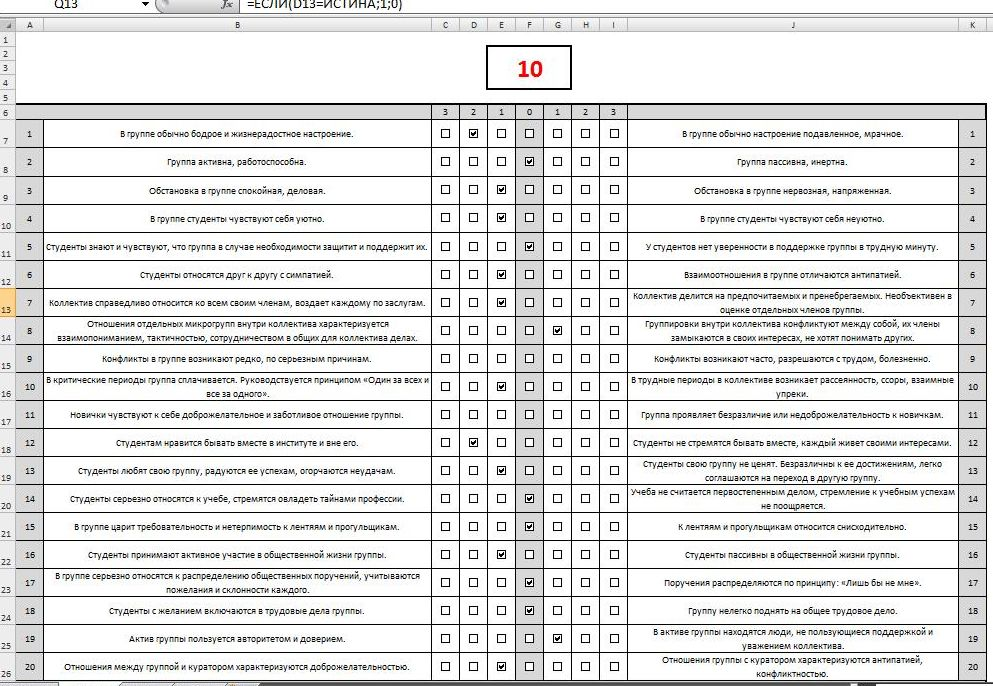 Q13 fx =ЕСЛИ(D13=ИСТИНА;1;0)
A B C D E F G H I J K
1
2
3
4
5
10
6 3 2 1 0 1 2 3
7 1 В группе обычно бодрое и жизнерадостное настроение. В группе обычно настроение подавленное, мрачное. 1
8 2 Группа активна, работоспособна. Группа пассивна, инертна. 2
9 3 Обстановка в группе спокойная, деловая. Обстановка в группе нервозная, напряженная. 3
10 4 В группе студенты чувствуют себя уютно. В группе студенты чувствуют себя неуютно. 4
11 5 Студенты знают и чувствуют, что группа в случае необходимости защитит и поддержит их. У студентов нет уверенности в поддержке группы в трудную минуту. 5
12 6 Студенты относятся друг к другу с симпатией. Взаимоотношения в группе отличаются антипатией. 6
13 7 Коллектив справедливо относится ко всем своим членам, воздает каждому по заслугам. Коллектив делится на предпочитаемых и пренебрегаемых. Необъективен в
оценке отдельных членов группы. 7
14 8 Отношения отдельных микрогрупп внутри коллектива характеризуется
взаимопониманием, тактичностью, сотрудничеством в общих для коллектива делах. Группировки внутри коллектива конфликтуют между собой, их члены
замыкаются в своих интересах, не хотят понимать других. 8
15 9 Конфликты в группе возникают редко, по серьезным причинам. Конфликты возникают часто, разрешаются с трудом, болезненно. 9
16 10 В критические периоды группа сплачивается. Руководствуется принципом «Один за всех и
все за одного». В трудные периоды в коллективе возникает рассеянность, ссоры, взаимные
упреки. 10
17 11 Новички чувствуют к себе доброжелательное и заботливое отношение группы. Группа проявляет безразличие или недоброжелательность к новичкам. 11
18 12 Студентам нравится бывать вместе в институте и вне его. Студенты не стремятся бывать вместе, каждый живет своими интересами. 12
19 13 Студенты любят свою группу, радуются ее успехам, огорчаются неудачам. Студенты свою группу не ценят. Безразличны к ее достижениям, легко
соглашаются на переход в другую группу. 13
20 14 Студенты серьезно относятся к учебе, стремятся овладеть тайнами профессии. Учеба не считается первостепенным делом, стремление к учебным успехам
не поощряется. 14
21 15 В группе царит требовательность и нетерпимость к лентяям и прогульщикам. К лентяям и прогульщикам относится снисходительно. 15
22 16 Студенты принимают активное участие в общественной жизни группы. Студенты пассивны в общественной жизни группы. 16
23 17 В группе серьезно относятся к распределению общественных поручений, учитываются
пожелания и склонности каждого. Поручения распределяются по принципу: «Лишь бы не мне». 17
24 18 Студенты с желанием включаются в трудовые дела группы. Группу нелегко поднять на общее трудовое дело. 18
25 19 Актив группы пользуется авторитетом и доверием. В активе группы находятся люди, не пользующиеся поддержкой и
уважением коллектива. 19
26 20 Отношения между группой и куратором характеризуются доброжелательностью. Отношения группы с куратором характеризуются антипатией,
конфликтностью. 20